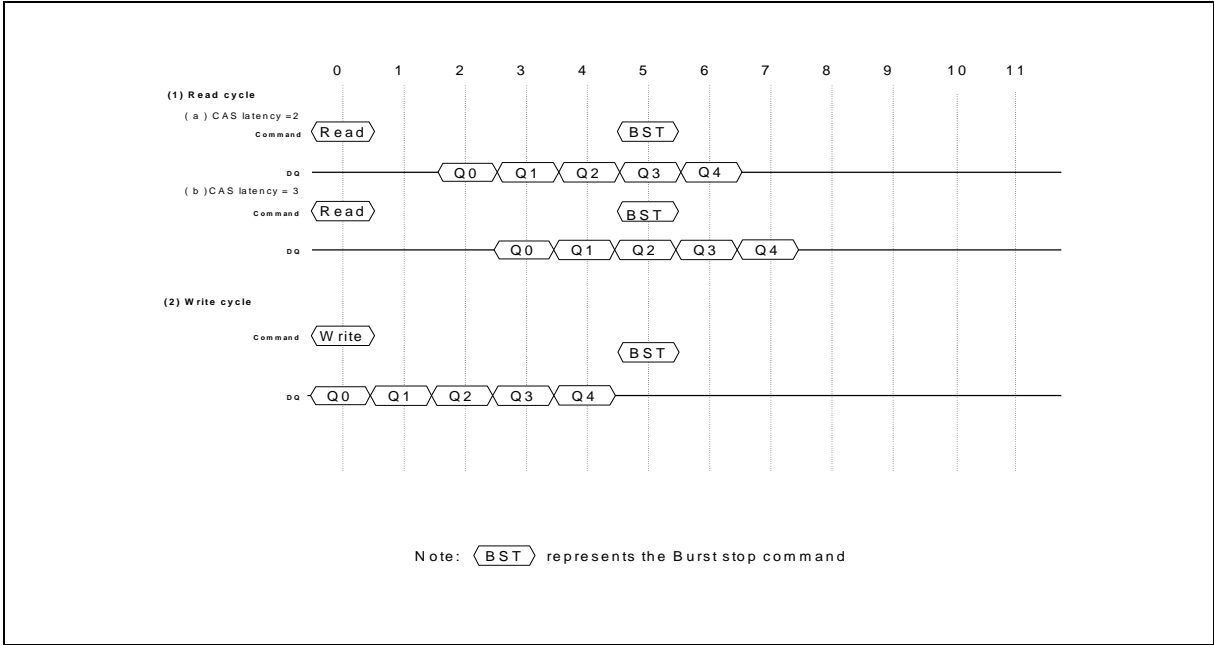 0 1 2 3 4 5 6 7 8 9 10 11
(1) Read cycle
( a ) CAS latency =2
Command Read BST
DQ Q0 Q1 Q2 Q3 Q4
( b )CAS latency = 3
Command Read BST
DQ Q0 Q1 Q2 Q3 Q4
(2) Write cycle
Command Write BST
DQ Q0 Q1 Q2 Q3 Q4
Note: BST represents the Burst stop command